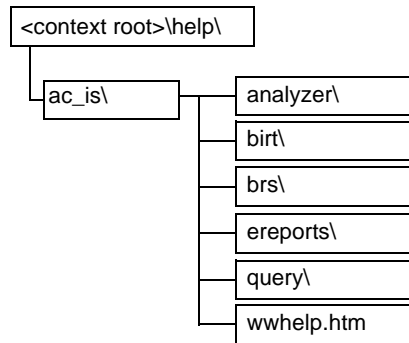 <context root>\help\
ac_is\
analyzer\
birt\
brs\
ereports\
query\
wwhelp.htm